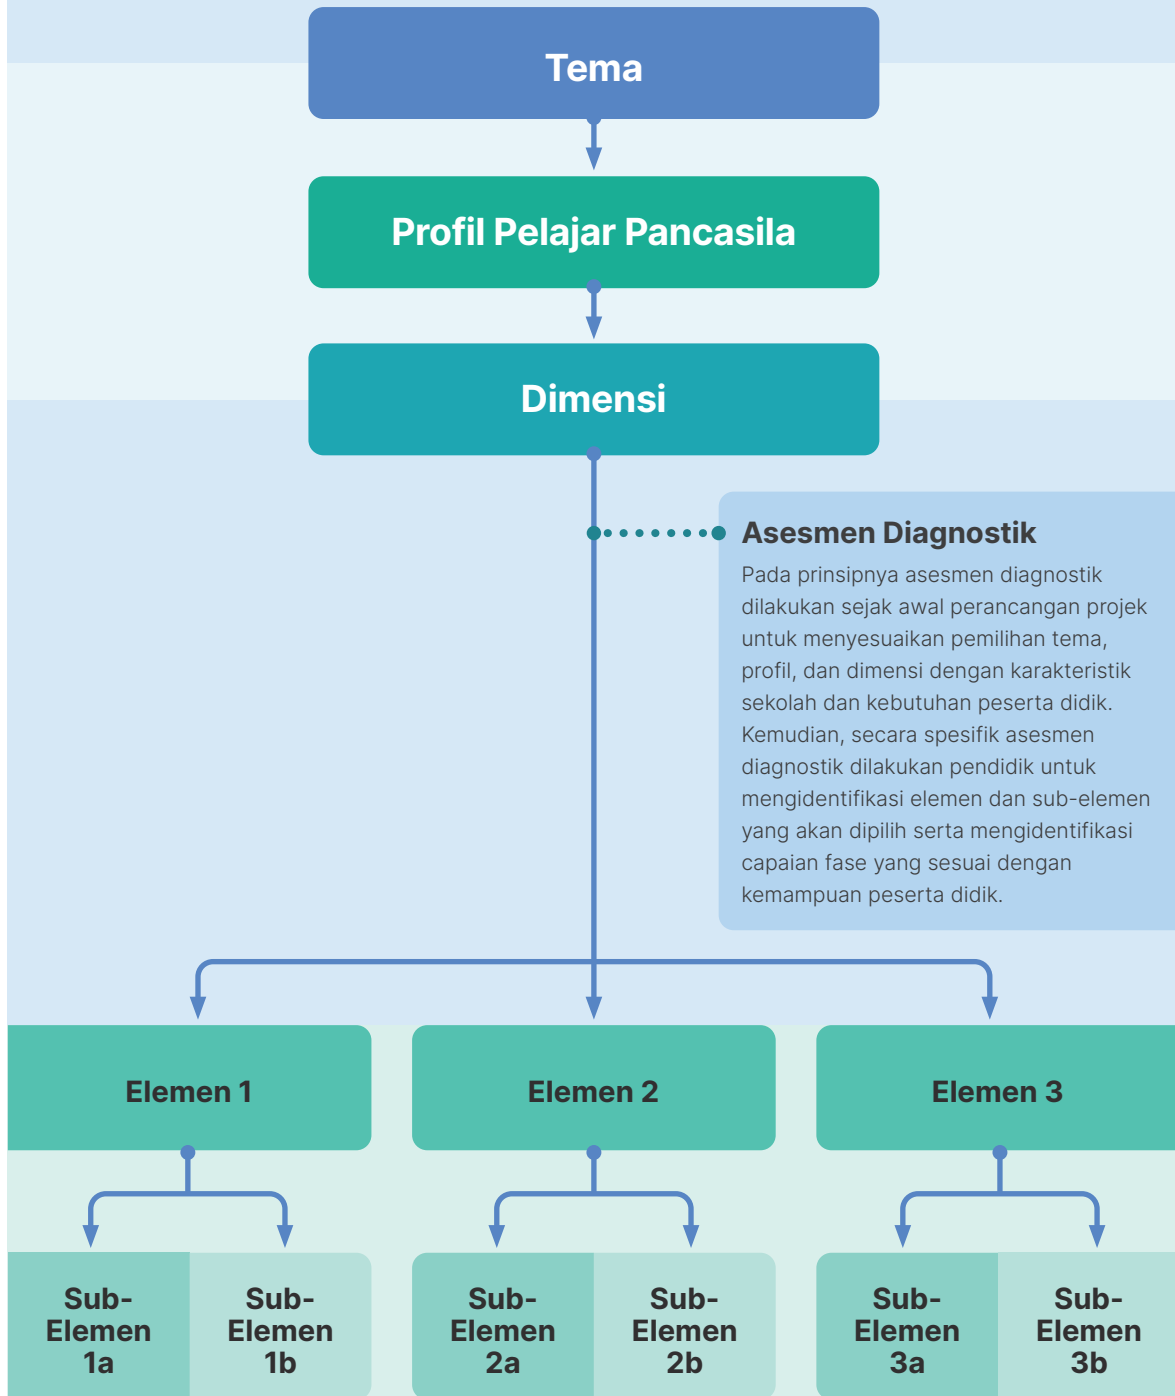 Tema
Profil Pelajar Pancasila
Dimensi
Asesmen Diagnostik
Pada prinsipnya asesmen diagnostik
dilakukan sejak awal perancangan projek
untuk menyesuaikan pemilihan tema,
profil, dan dimensi dengan karakteristik
sekolah dan kebutuhan peserta didik.
Kemudian, secara spesifik asesmen
diagnostik dilakukan pendidik untuk
mengidentifikasi elemen dan sub-elemen
yang akan dipilih serta mengidentifikasi
capaian fase yang sesuai dengan
kemampuan peserta didik.
Elemen 1
Elemen 2
Elemen 3
Sub-
Elemen
1a
Sub-
Elemen
1b
Sub-
Elemen
2a
Sub-
Elemen
2b
Sub-
Elemen
3a
Sub-
Elemen
3b